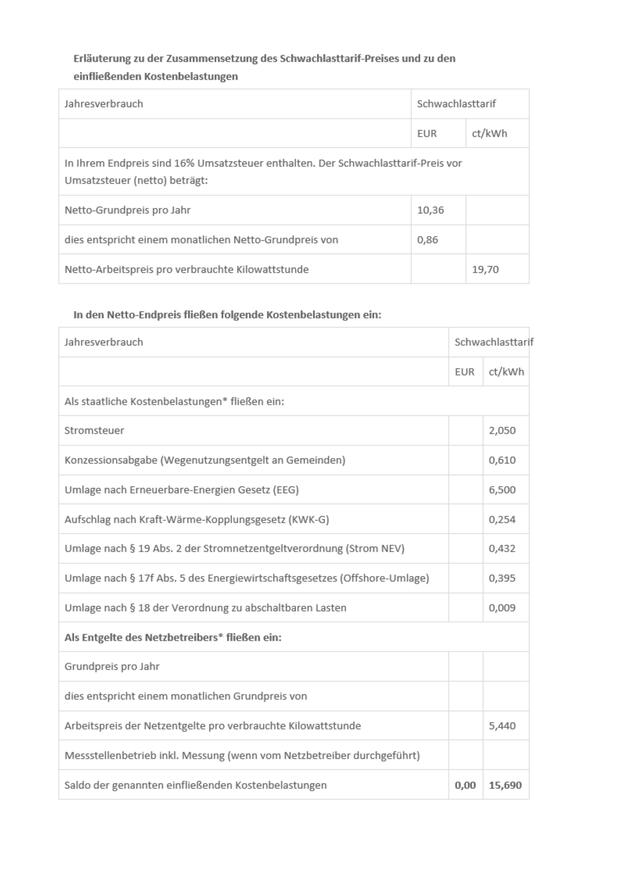 Erläuterung zu der Zusammensetzung des Schwachlasttarif-Preises und zu den
einfließenden Kostenbelastungen
Jahresverbrauch Schwachlasttarif
EUR ct/kWh
In Ihrem Endpreis sind 16% Umsatzsteuer enthalten. Der Schwachlasttarif-Preis vor
Umsatzsteuer (netto) beträgt:
Netto-Grundpreis pro Jahr 10,36
dies entspricht einem monatlichen Netto-Grundpreis von 0,86
Netto-Arbeitspreis pro verbrauchte Kilowattstunde 19,70
In den Netto-Endpreis fließen folgende Kostenbelastungen ein:
Jahresverbrauch Schwachlasttarif
EUR ct/kWh
Als staatliche Kostenbelastungen* fließen ein:
Stromsteuer 2,050
Konzessionsabgabe (Wegenutzungsentgelt an Gemeinden) 0,610
Umlage nach Erneuerbare-Energien Gesetz (EEG) 6,500
Aufschlag nach Kraft-Wärme-Kopplungsgesetz (KWK-G) 0,254
Umlage nach § 19 Abs. 2 der Stromnetzentgeltverordnung (Strom NEV) 0,432
Umlage nach § 17f Abs. 5 des Energiewirtschaftsgesetzes (Offshore-Umlage) 0,395
Umlage nach § 18 der Verordnung zu abschaltbaren Lasten 0,009
Als Entgelte des Netzbetreibers* fließen ein:
Grundpreis pro Jahr
dies entspricht einem monatlichen Grundpreis von
Arbeitspreis der Netzentgelte pro verbrauchte Kilowattstunde 5,440
Messstellenbetrieb inkl. Messung (wenn vom Netzbetreiber durchgeführt)
Saldo der genannten einfließenden Kostenbelastungen 0,00 15,690